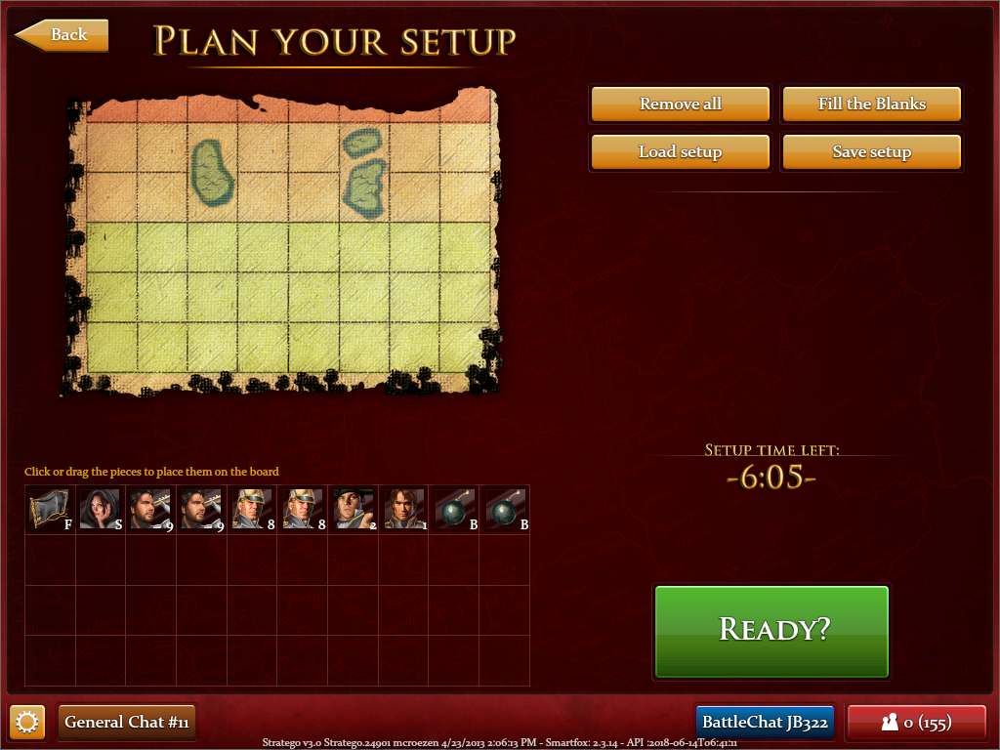 Back
Plan your setup
Remove all
Fill the Blanks
Load setup
Save setup
Setup time left:
-6:05-
Click or drag the pieces to place them on the board
F S 9 9 8 8 2 1 B B
Ready?
General Chat #11
BattleChat JB322
0 (155)
Stratego v3.0 Stratego.24901 mcroezen 4/23/2013 2:06:13 PM - Smartfox: 2.3.14 - API :2018-06-14T06:41:11